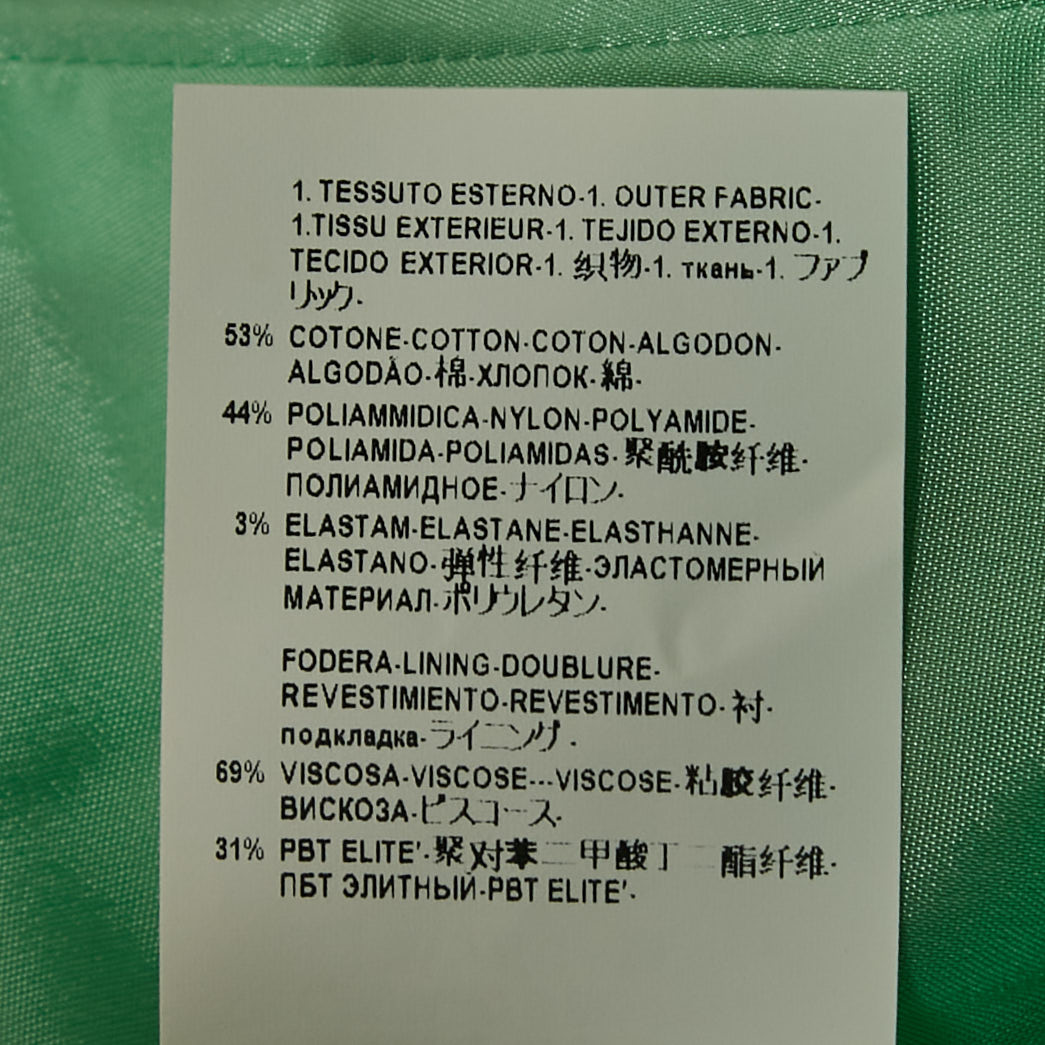 1. TESSUTO ESTERNO-1. OUTER FABRIC-
1.TISSU EXTERIEUR-1. TEJIDO EXTERNO-1.
TECIDO EXTERIOR-1. 织物-1. ткань-1. ファブ
リック-
53% COTONE-COTTON-COTON-ALGODON-
ALGODÃO-棉-ХЛОПОК-綿-
44% POLIAMMIDICA-NYLON-POLYAMIDE-
POLIAMIDA-POLIAMIDAS-聚酰胺纤维-
ПОЛИАМИДНОЕ-ナイロン-
3% ELASTAM-ELASTANE-ELASTHANNE-
ELASTANO-弹性纤维-ЭЛАСТОМЕРНЫЙ
МАТЕРИАЛ-ポリウレタン-
FODERA-LINING-DOUBLURE-
REVESTIMIENTO-REVESTIMENTO-衬-
подкладка-ライニング-
69% VISCOSA-VISCOSE---VISCOSE-粘胶纤维-
ВИСКОЗА-ビスコース-
31% PBT ELITE'-聚对苯二甲酸丁二酯纤维-
ПБТ ЭЛИТНЫЙ-PBT ELITE'-